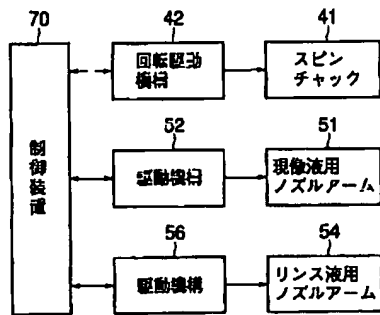 70
42
41
回転駆動
機構
スピン
チャック
制御装置
52
51
駆動機構
現像液用
ノズルアーム
56
54
駆動機構
リンス液用
ノズルアーム